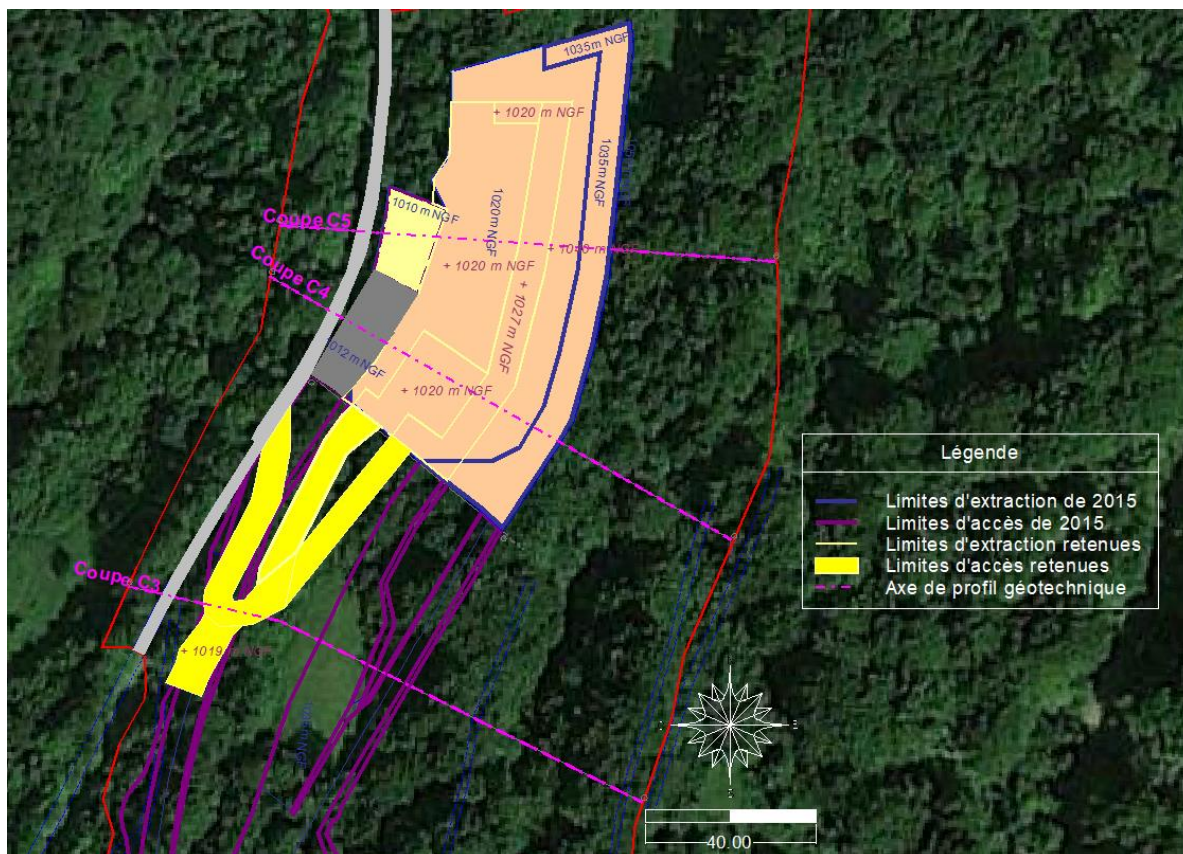 1035m NGF
+ 1020 m NGF
1035m NGF
1010 m NGF
1020m NGF
Coupe C5
+ 1020 m NGF
+ 1027 m NGF
Coupe C4
1012 m NGF
+ 1020 m NGF
Légende
Limites d'extraction de 2015
Limites d'accès de 2015
Limites d'extraction retenues
Limites d'accès retenues
Axe de profil géotechnique
Coupe C3
+ 1019
NGF
40.00